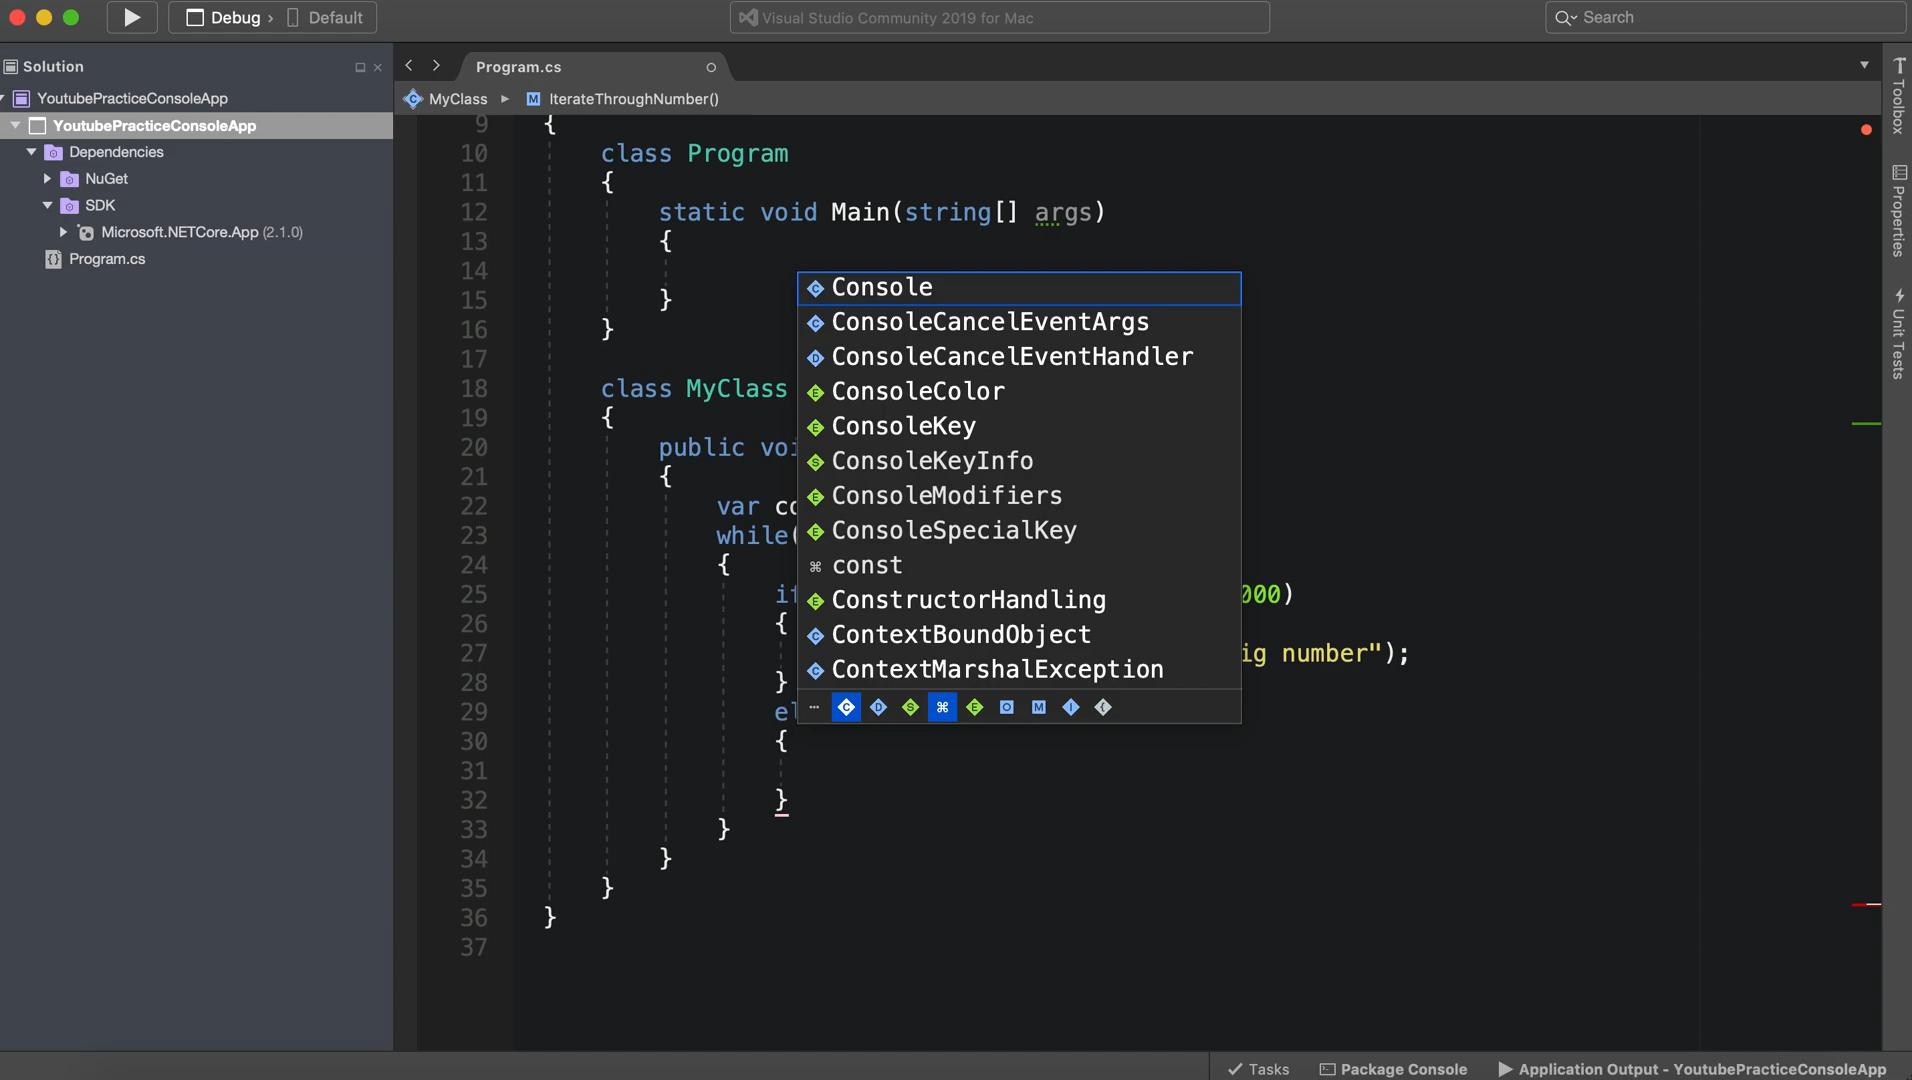 Debug › Default
Visual Studio Community 2019 for Mac
Search
Solution
YoutubePracticeConsoleApp
YoutubePracticeConsoleApp
Dependencies
NuGet
SDK
Microsoft.NETCore.App (2.1.0)
Program.cs
Program.cs
MyClass
IterateThroughNumber()
9 {
10 class Program
11 {
12 static void Main(string[] args)
13 {
14
15 }
16 }
17
18 class MyClass
19 {
20 public voi
21 {
22 var co
23 while(
24 {
25 if 000)
26 {
27 ig number");
28 }
29 el
30 {
31
32 }
33 }
34 }
35 }
36 }
37
Console
ConsoleCancelEventArgs
ConsoleCancelEventHandler
ConsoleColor
ConsoleKey
ConsoleKeyInfo
ConsoleModifiers
ConsoleSpecialKey
const
ConstructorHandling
ContextBoundObject
ContextMarshalException
Toolbox
Properties
Unit Tests
Tasks
Package Console
Application Output - YoutubePracticeConsoleApp